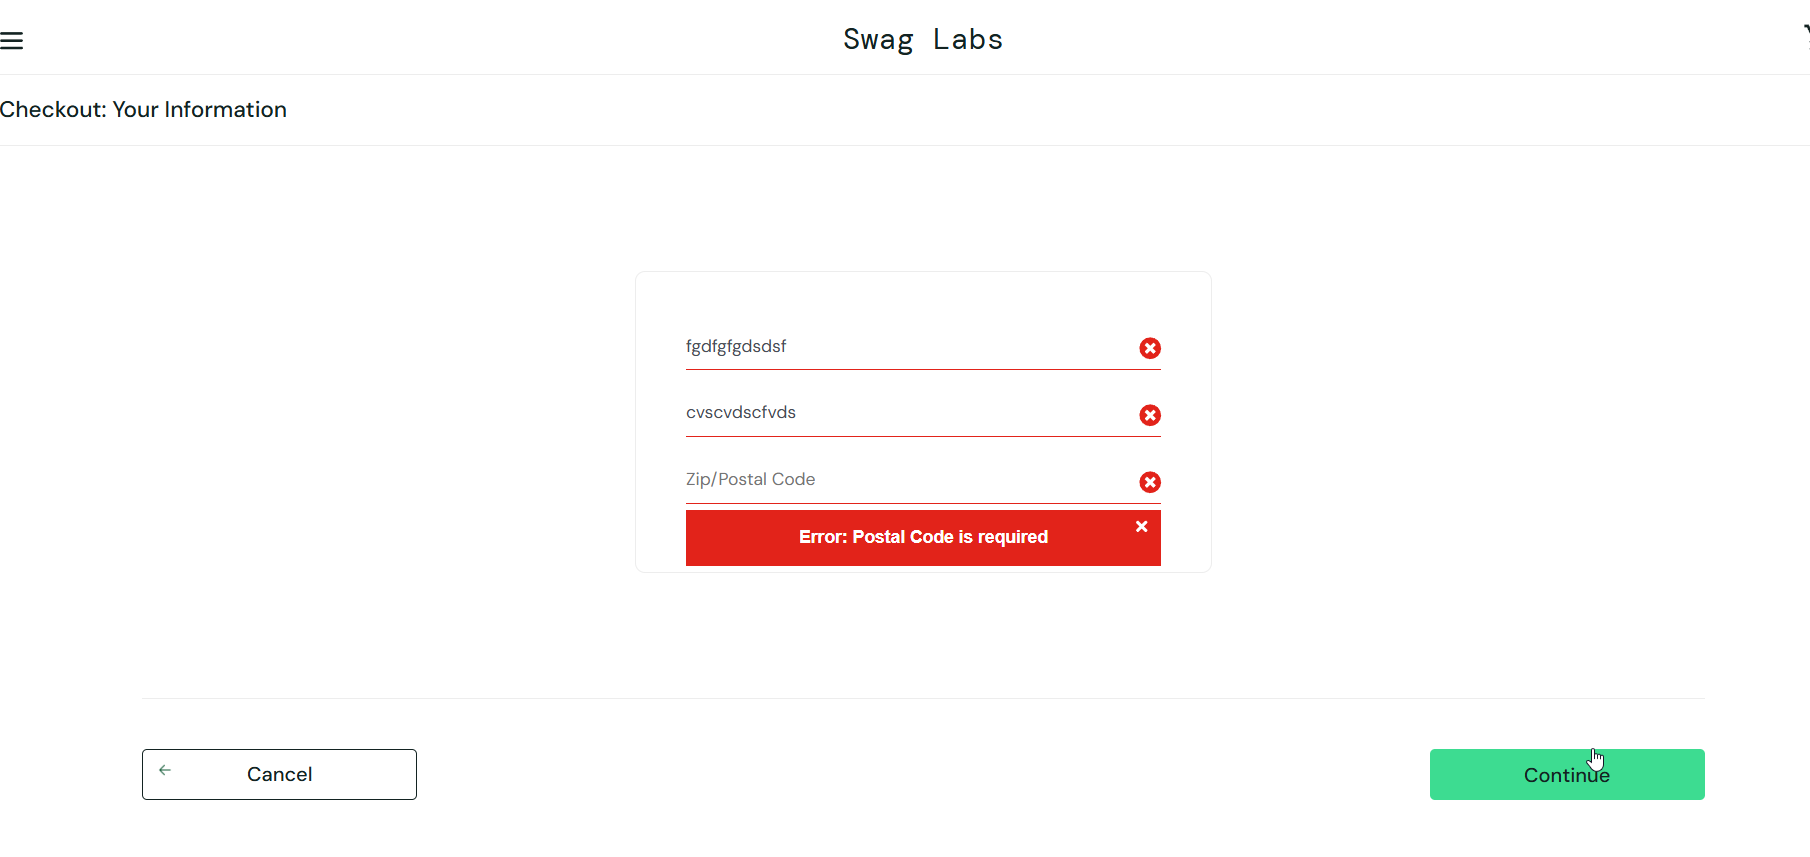 Swag Labs
Checkout: Your Information
fgdfgfgdsdsf
cvscvdscfvds
Zip/Postal Code
Error: Postal Code is required
Cancel
Continue